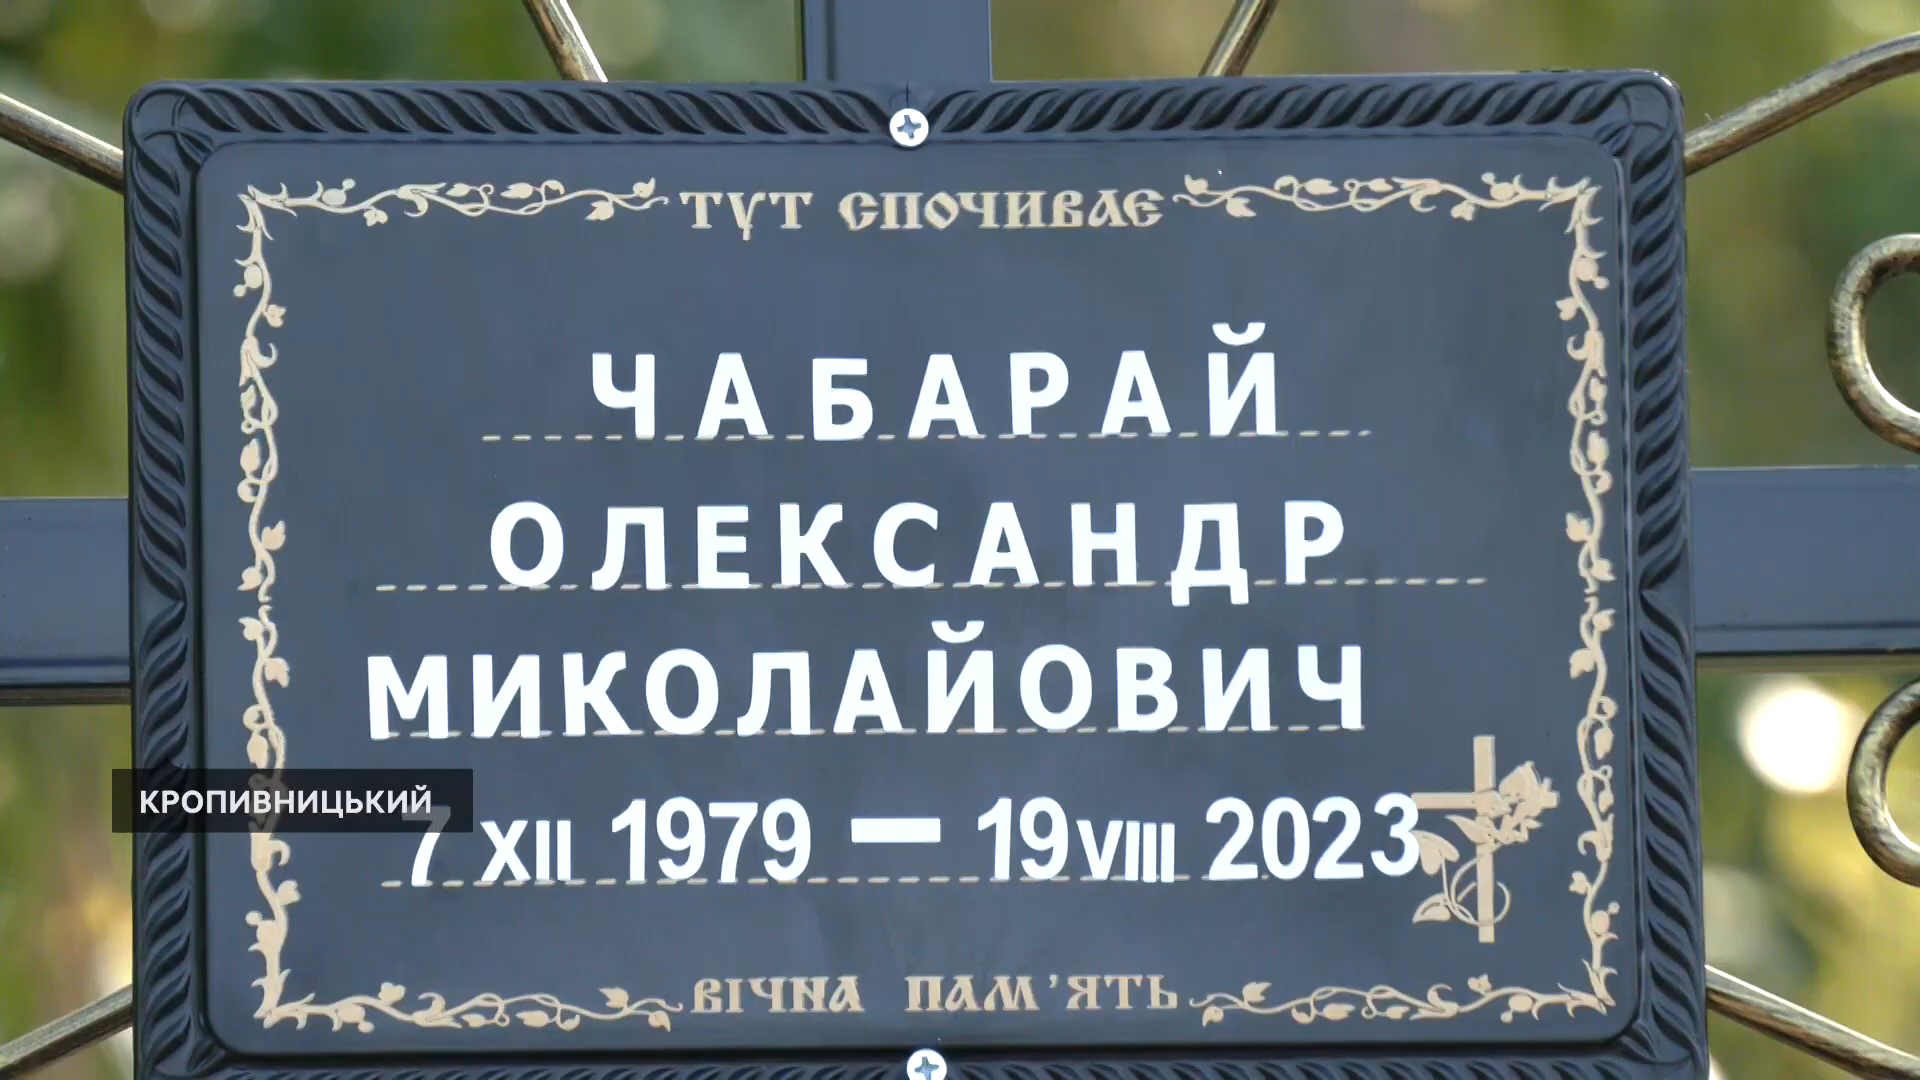 ТУТ СПОЧИВАЄ
ЧАБАРАЙ
ОЛЕКСАНДР
МИКОЛАЙОВИЧ
КРОПИВНИЦЬКИЙ
7 XII 1979 – 19 VIII 2023
ВІЧНА ПАМ'ЯТЬ